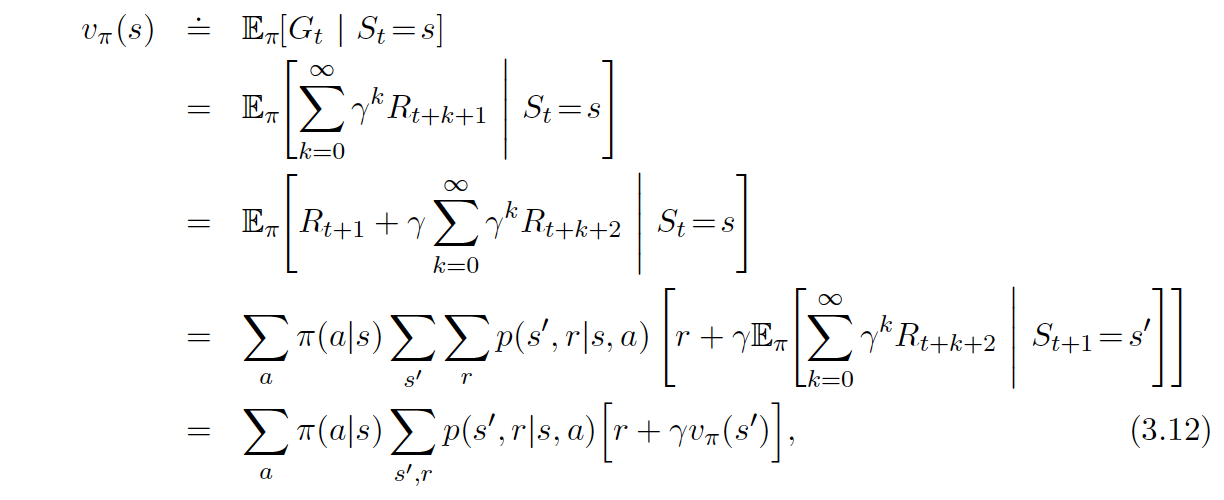 v_π(s) ≐ 𝔼_π[G_t | S_t = s]
= 𝔼_π[∑_{k=0}^{∞} γ^k R_{t+k+1} | S_t = s]
= 𝔼_π[R_{t+1} + γ ∑_{k=0}^{∞} γ^k R_{t+k+2} | S_t = s]
= ∑_a π(a|s) ∑_{s′} ∑_r p(s′, r|s, a) [r + γ𝔼_π[∑_{k=0}^{∞} γ^k R_{t+k+2} | S_{t+1} = s′]]
= ∑_a π(a|s) ∑_{s′,r} p(s′, r|s, a)[r + γv_π(s′)], (3.12)